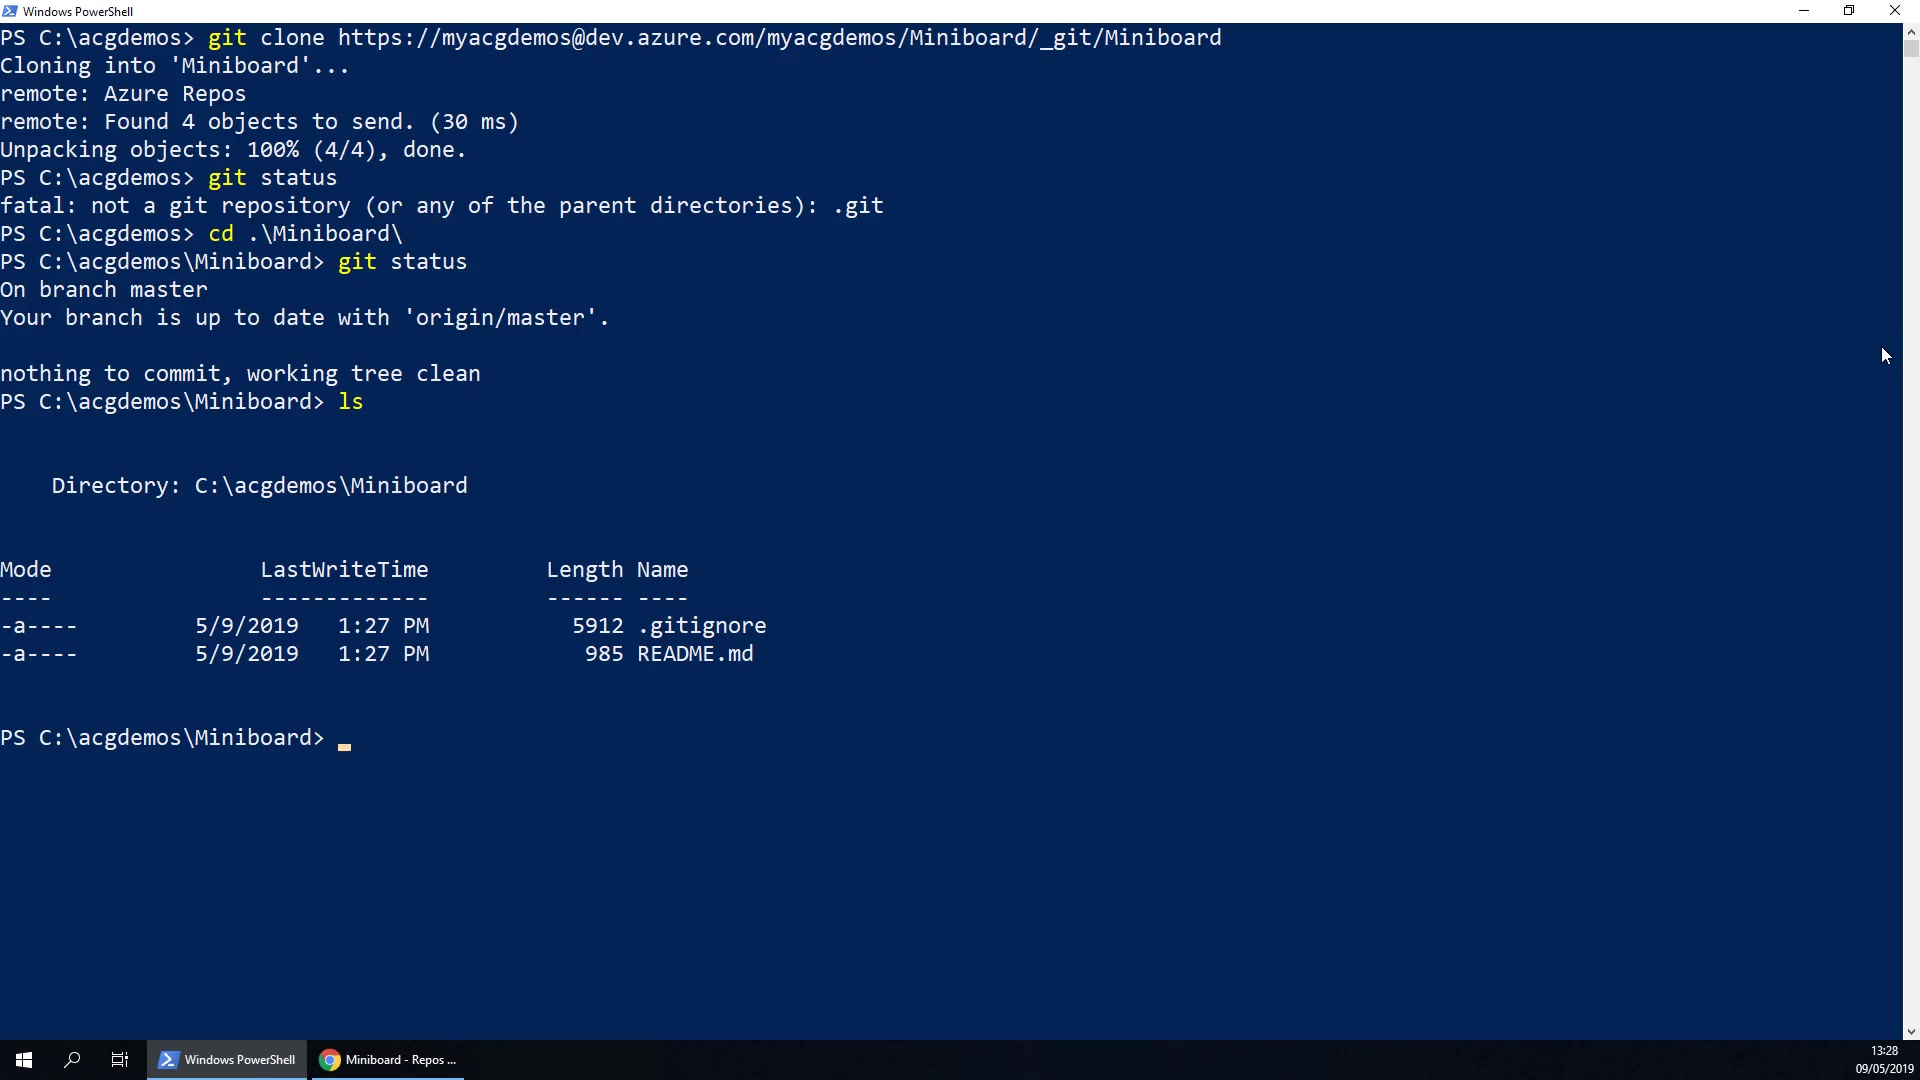 Windows PowerShell
PS C:\acgdemos> git clone https://myacgdemos@dev.azure.com/myacgdemos/Miniboard/_git/Miniboard
Cloning into 'Miniboard'...
remote: Azure Repos
remote: Found 4 objects to send. (30 ms)
Unpacking objects: 100% (4/4), done.
PS C:\acgdemos> git status
fatal: not a git repository (or any of the parent directories): .git
PS C:\acgdemos> cd .\Miniboard\
PS C:\acgdemos\Miniboard> git status
On branch master
Your branch is up to date with 'origin/master'.
nothing to commit, working tree clean
PS C:\acgdemos\Miniboard> ls
Directory: C:\acgdemos\Miniboard
Mode LastWriteTime Length Name
---- ------------- ------ ----
-a---- 5/9/2019 1:27 PM 5912 .gitignore
-a---- 5/9/2019 1:27 PM 985 README.md
PS C:\acgdemos\Miniboard>
Windows PowerShell Miniboard - Repos ...
13:28
09/05/2019